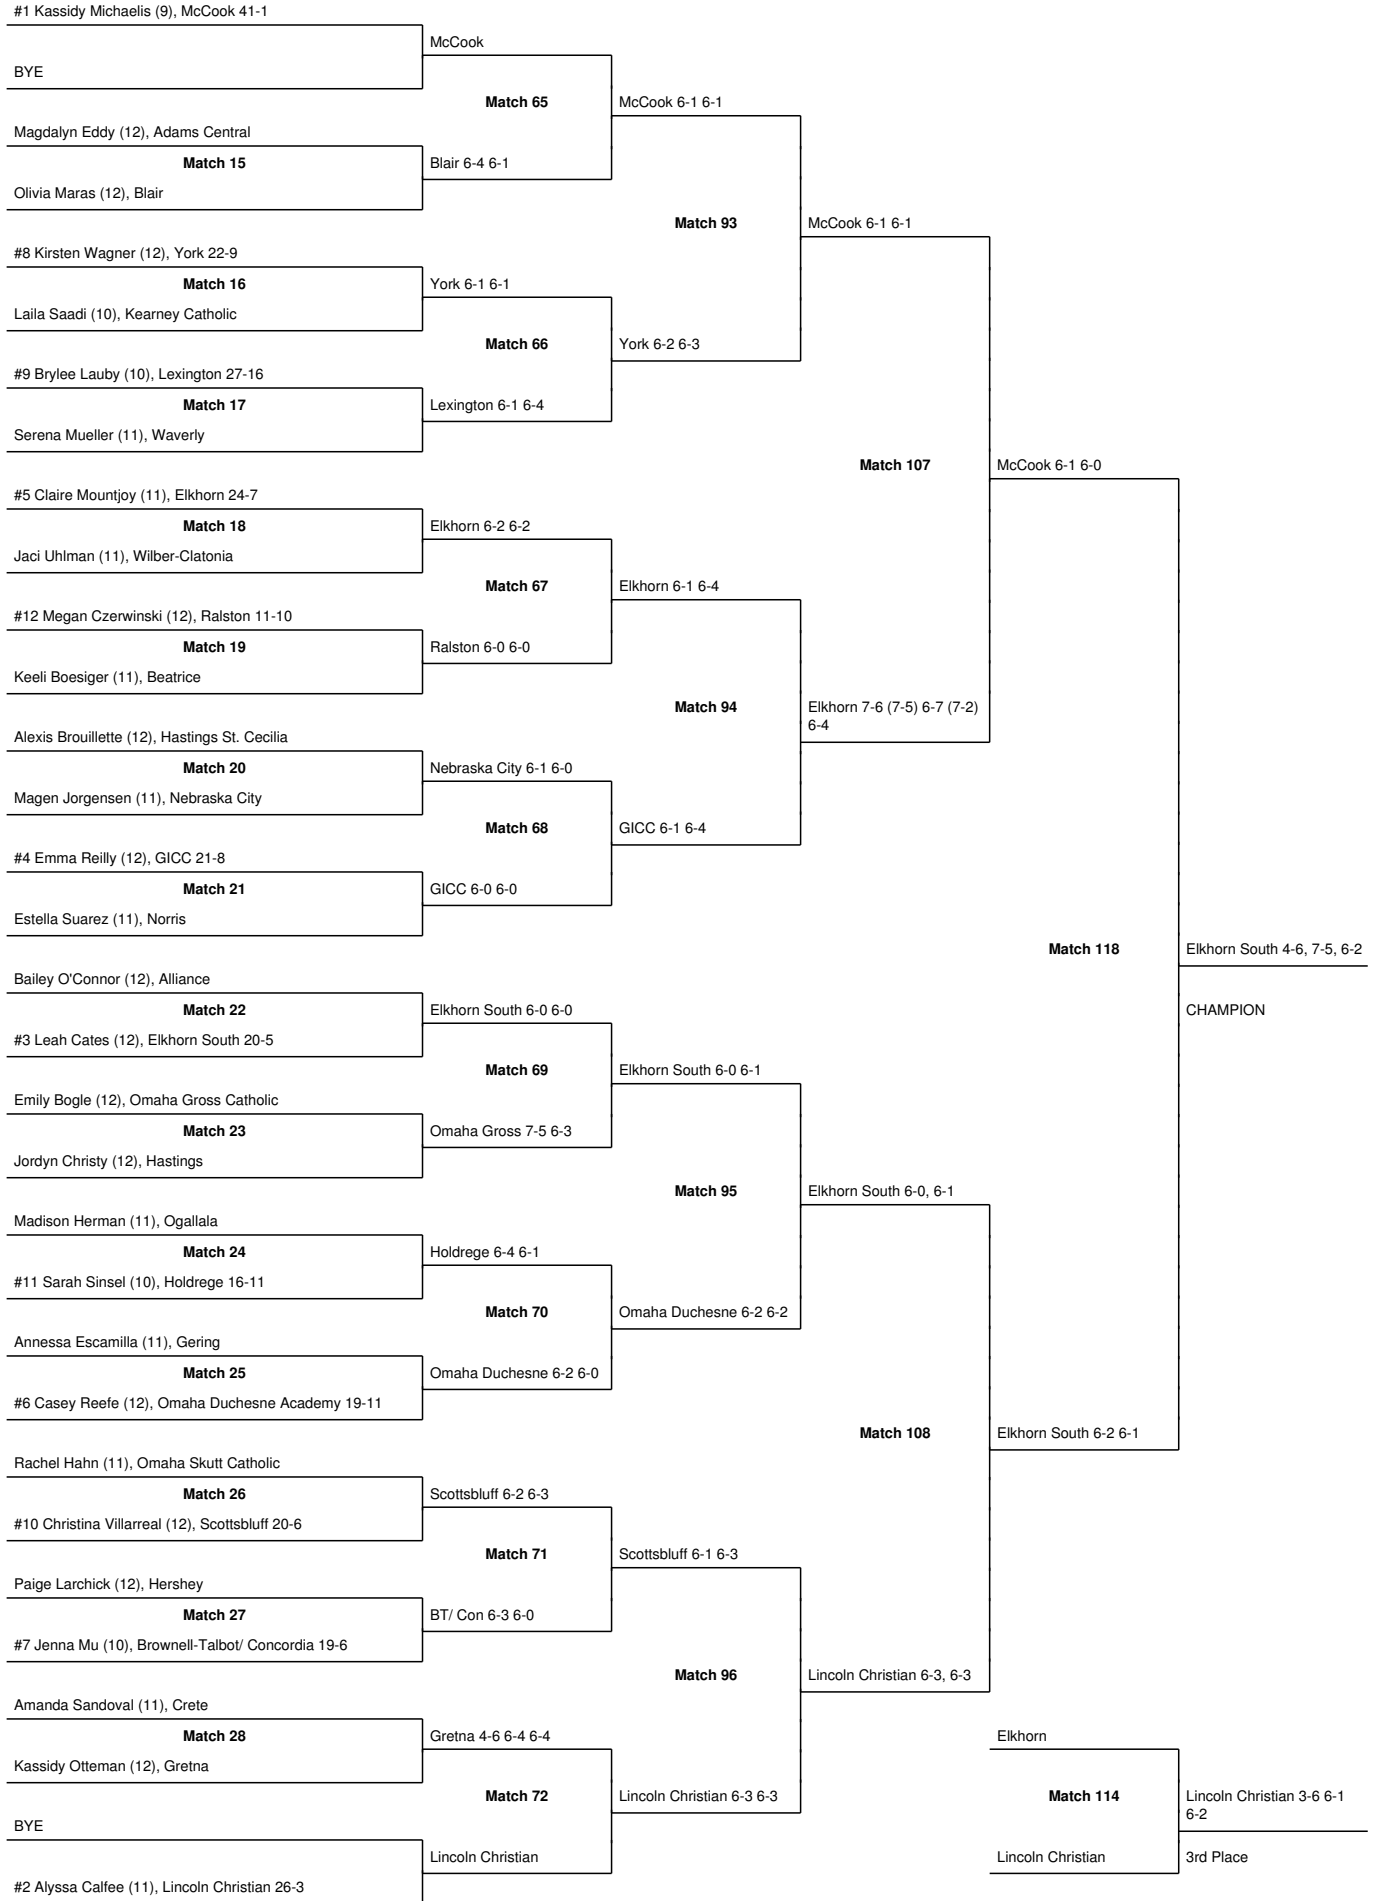 #1 Kassidy Michaelis (9), McCook 41-1
McCook
BYE
Match 65
McCook 6-1 6-1
Magdalyn Eddy (12), Adams Central
Match 15
Blair 6-4 6-1
Olivia Maras (12), Blair
Match 93
McCook 6-1 6-1
#8 Kirsten Wagner (12), York 22-9
Match 16
York 6-1 6-1
Laila Saadi (10), Kearney Catholic
Match 66
York 6-2 6-3
#9 Brylee Lauby (10), Lexington 27-16
Match 17
Lexington 6-1 6-4
Serena Mueller (11), Waverly
Match 107
McCook 6-1 6-0
#5 Claire Mountjoy (11), Elkhorn 24-7
Match 18
Elkhorn 6-2 6-2
Jaci Uhlman (11), Wilber-Clatonia
Match 67
Elkhorn 6-1 6-4
#12 Megan Czerwinski (12), Ralston 11-10
Match 19
Ralston 6-0 6-0
Keeli Boesiger (11), Beatrice
Match 94
Elkhorn 7-6 (7-5) 6-7 (7-2)
6-4
Alexis Brouillette (12), Hastings St. Cecilia
Match 20
Nebraska City 6-1 6-0
Magen Jorgensen (11), Nebraska City
Match 68
GICC 6-1 6-4
#4 Emma Reilly (12), GICC 21-8
Match 21
GICC 6-0 6-0
Estella Suarez (11), Norris
Match 118
Elkhorn South 4-6, 7-5, 6-2
Bailey O'Connor (12), Alliance
Match 22
Elkhorn South 6-0 6-0
CHAMPION
#3 Leah Cates (12), Elkhorn South 20-5
Match 69
Elkhorn South 6-0 6-1
Emily Bogle (12), Omaha Gross Catholic
Match 23
Omaha Gross 7-5 6-3
Jordyn Christy (12), Hastings
Match 95
Elkhorn South 6-0, 6-1
Madison Herman (11), Ogallala
Match 24
Holdrege 6-4 6-1
#11 Sarah Sinsel (10), Holdrege 16-11
Match 70
Omaha Duchesne 6-2 6-2
Annessa Escamilla (11), Gering
Match 25
Omaha Duchesne 6-2 6-0
#6 Casey Reefe (12), Omaha Duchesne Academy 19-11
Match 108
Elkhorn South 6-2 6-1
Rachel Hahn (11), Omaha Skutt Catholic
Match 26
Scottsbluff 6-2 6-3
#10 Christina Villarreal (12), Scottsbluff 20-6
Match 71
Scottsbluff 6-1 6-3
Paige Larchick (12), Hershey
Match 27
BT/ Con 6-3 6-0
#7 Jenna Mu (10), Brownell-Talbot/ Concordia 19-6
Match 96
Lincoln Christian 6-3, 6-3
Amanda Sandoval (11), Crete
Match 28
Gretna 4-6 6-4 6-4
Elkhorn
Kassidy Otteman (12), Gretna
Match 72
Lincoln Christian 6-3 6-3
Match 114
Lincoln Christian 3-6 6-1
6-2
BYE
Lincoln Christian
Lincoln Christian
3rd Place
#2 Alyssa Calfee (11), Lincoln Christian 26-3